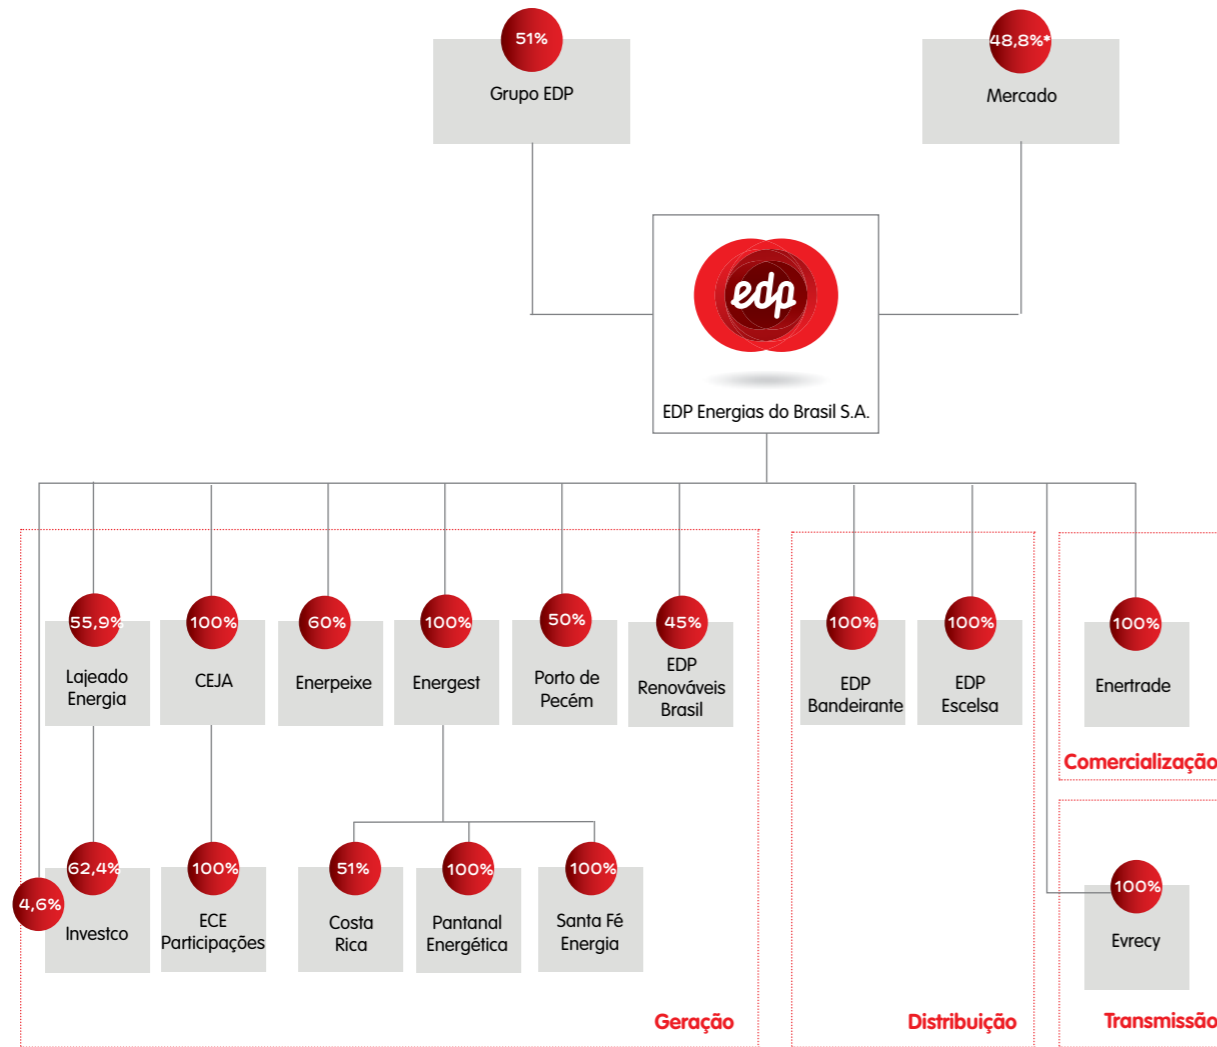 51%
Grupo EDP
48,8%*
Mercado
edp
EDP Energias do Brasil S.A.
55,9%
Lajeado
Energia
100%
CEJA
60%
Enerpeixe
100%
Energest
50%
Porto de
Pecém
45%
EDP
Renováveis
Brasil
100%
EDP
Bandeirante
100%
EDP
Escelsa
100%
Enertrade
Comercialização
4,6%
62,4%
Investco
100%
ECE
Participações
51%
Costa
Rica
100%
Pantanal
Energética
100%
Santa Fé
Energia
100%
Evrecy
Geração
Distribuição
Transmissão